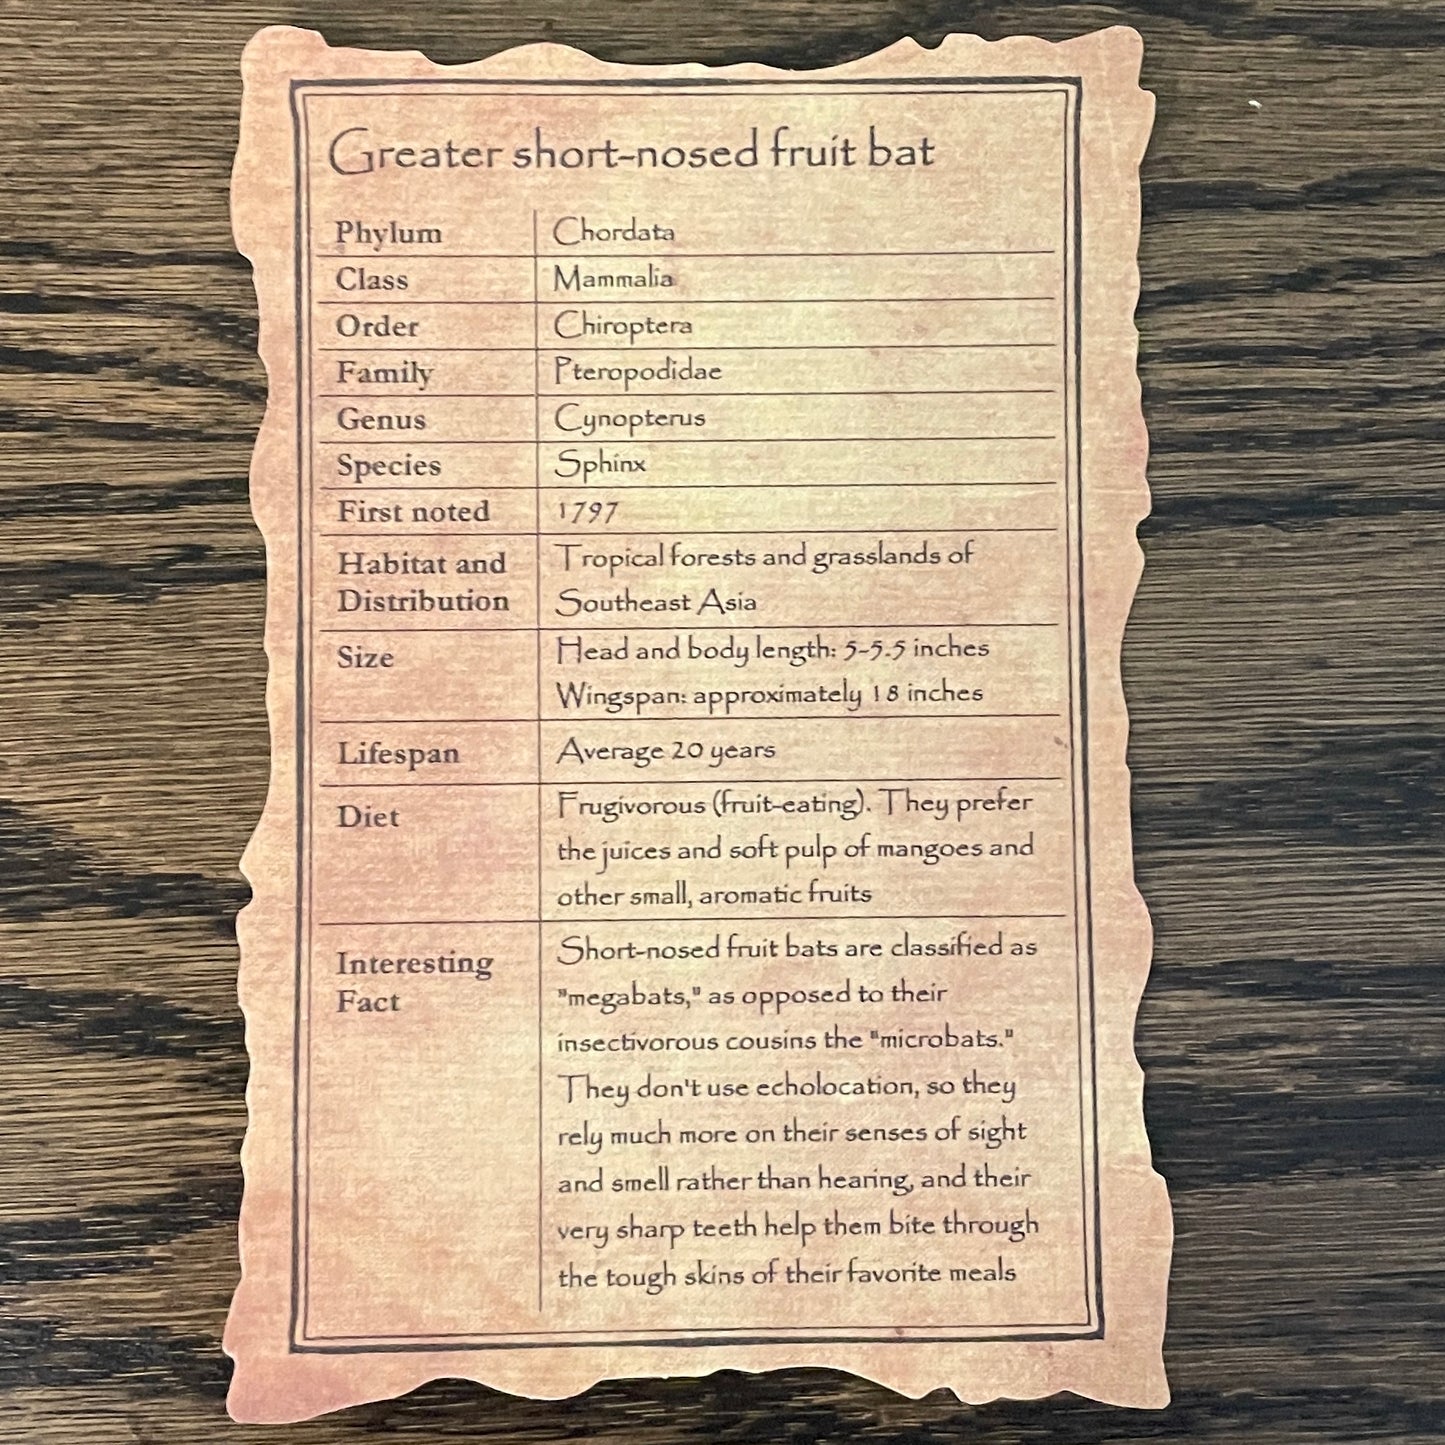 Greater short-nosed fruit bat
Phylum Chordata
Class Mammalia
Order Chiroptera
Family Pteropodidae
Genus Cynopterus
Species Sphinx
First noted 1797
Habitat and Distribution
Tropical forests and grasslands of
Southeast Asia
Size
Head and body length: 5-5.5 inches
Wingspan: approximately 18 inches
Lifespan Average 20 years
Diet
Frugivorous (fruit-eating). They prefer
the juices and soft pulp of mangoes and
other small, aromatic fruits
Interesting
Fact
Short-nosed fruit bats are classified as
"megabats," as opposed to their
insectivorous cousins the "microbats."
They don't use echolocation, so they
rely much more on their senses of sight
and smell rather than hearing, and their
very sharp teeth help them bite through
the tough skins of their favorite meals